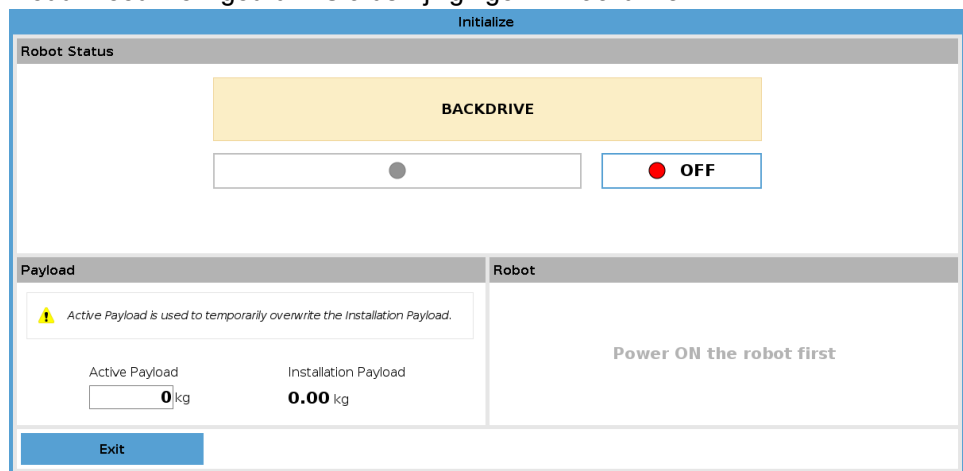 Initialize
Robot Status
BACKDRIVE
OFF
Payload
Robot
Active Payload is used to temporarily overwrite the Installation Payload.
Power ON the robot first
Active Payload
Installation Payload
0 kg
0.00 kg
Exit